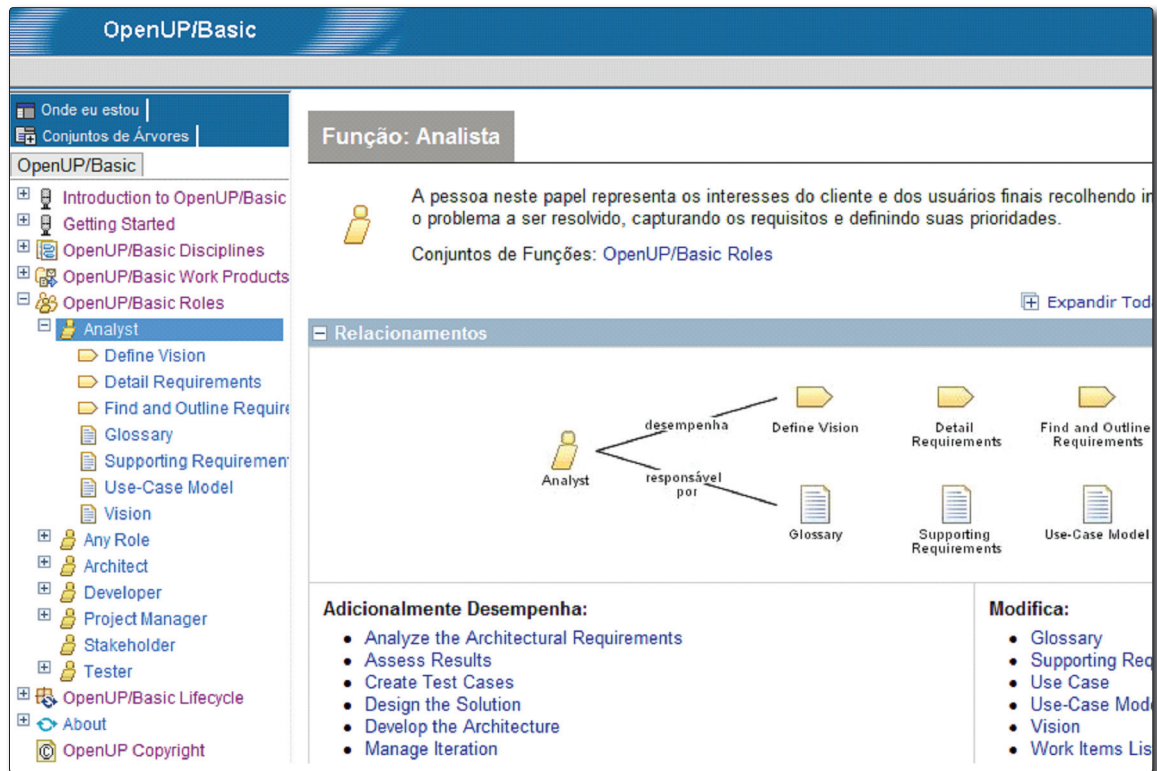 OpenUP/Basic
Onde eu estou
Conjuntos de Árvores
OpenUP/Basic
Introduction to OpenUP/Basic
Getting Started
OpenUP/Basic Disciplines
OpenUP/Basic Work Products
OpenUP/Basic Roles
Analyst
Define Vision
Detail Requirements
Find and Outline Require
Glossary
Supporting Requiremen
Use-Case Model
Vision
Any Role
Architect
Developer
Project Manager
Stakeholder
Tester
OpenUP/Basic Lifecycle
About
OpenUP Copyright
Função: Analista
A pessoa neste papel representa os interesses do cliente e dos usuários finais recolhendo in
o problema a ser resolvido, capturando os requisitos e definindo suas prioridades.
Conjuntos de Funções: OpenUP/Basic Roles
Expandir Tod
Relacionamentos
Analyst
desempenha
responsável
por
Define Vision
Detail
Requirements
Find and Outline
Requirements
Glossary
Supporting
Requirements
Use-Case Model
Adicionalmente Desempenha:
Analyze the Architectural Requirements
Assess Results
Create Test Cases
Design the Solution
Develop the Architecture
Manage Iteration
Modifica:
Glossary
Supporting Req
Use Case
Use-Case Mod
Vision
Work Items Lis